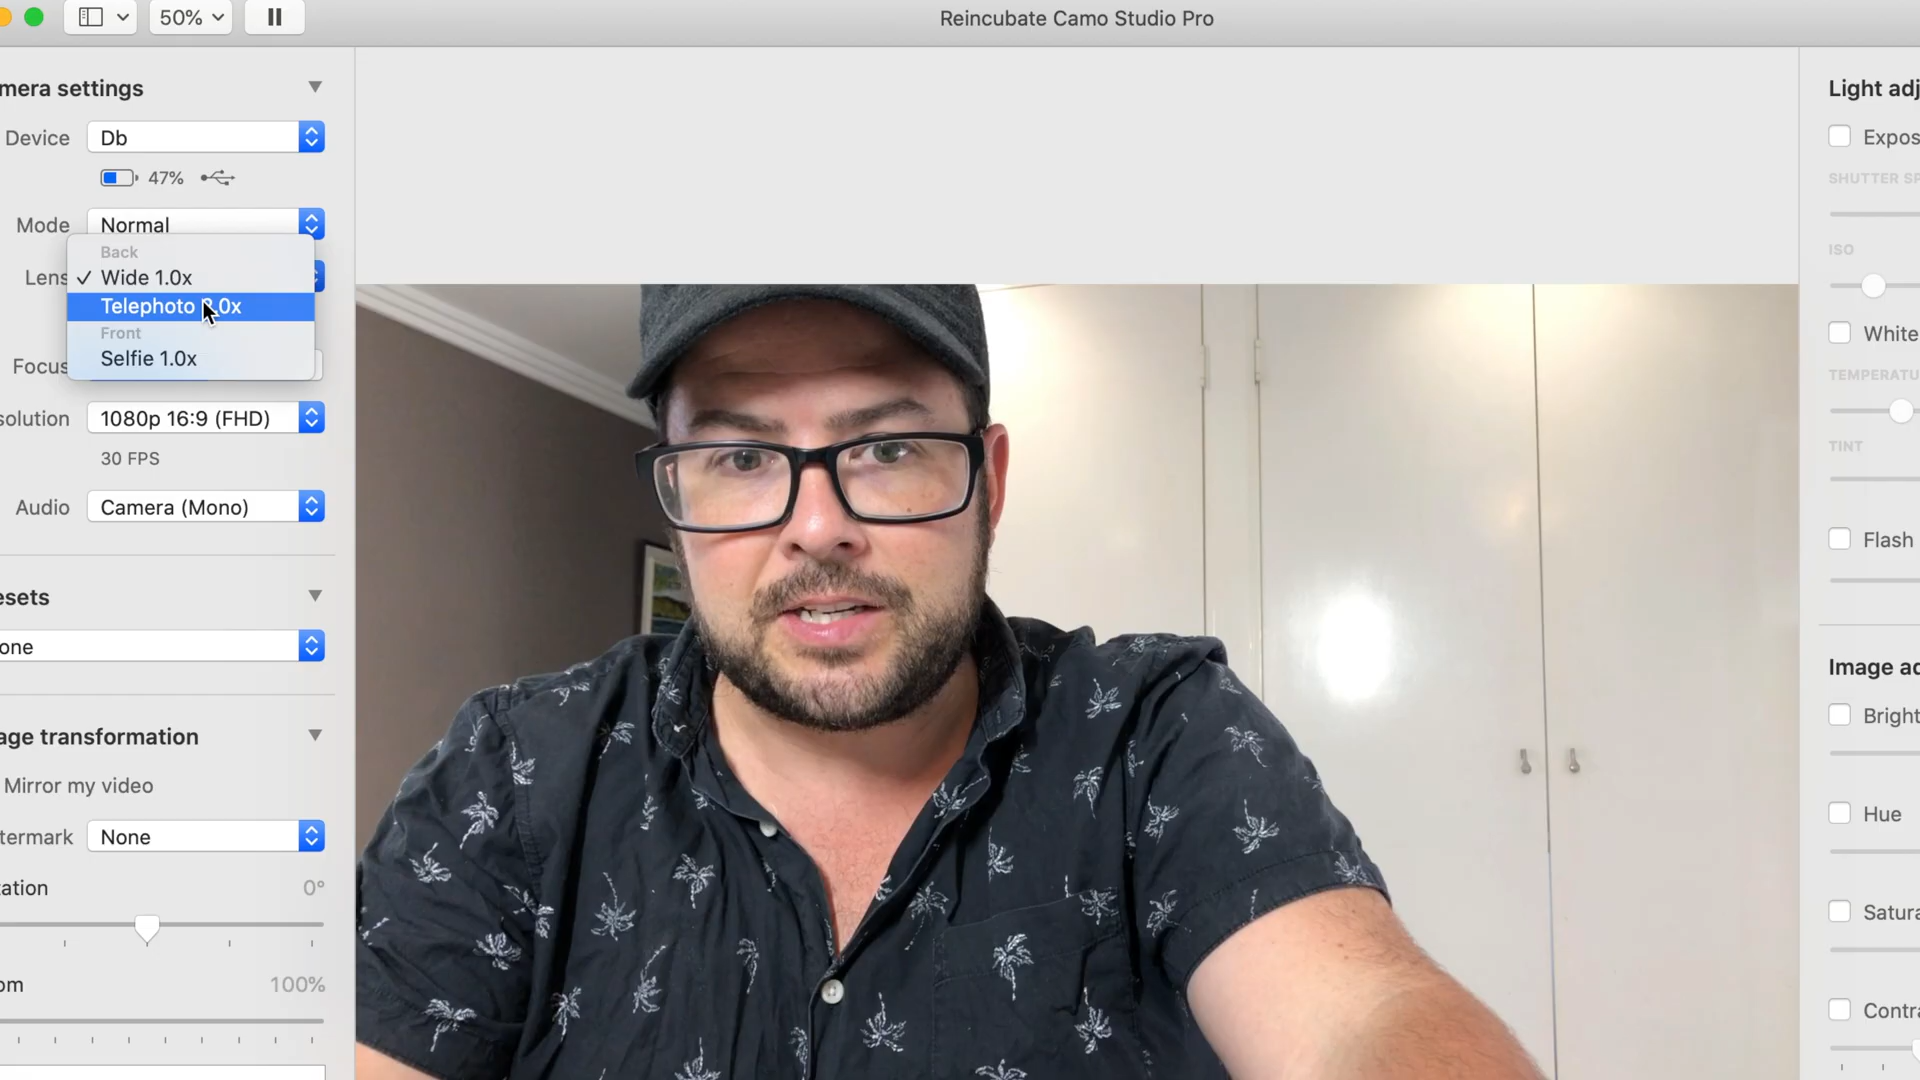 50%
Reincubate Camo Studio Pro
mera settings
Device Db
47%
Mode Normal
Back
Lens ✓ Wide 1.0x
Telephoto .0x
Front
Selfie 1.0x
Focus
solution 1080p 16:9 (FHD)
30 FPS
Audio Camera (Mono)
esets
one
age transformation
Mirror my video
termark None
tation 0°
om 100%
Light adj
Expos
SHUTTER SP
ISO
White
TEMPERATU
TINT
Flash
Image ad
Bright
Hue
Satura
Contra